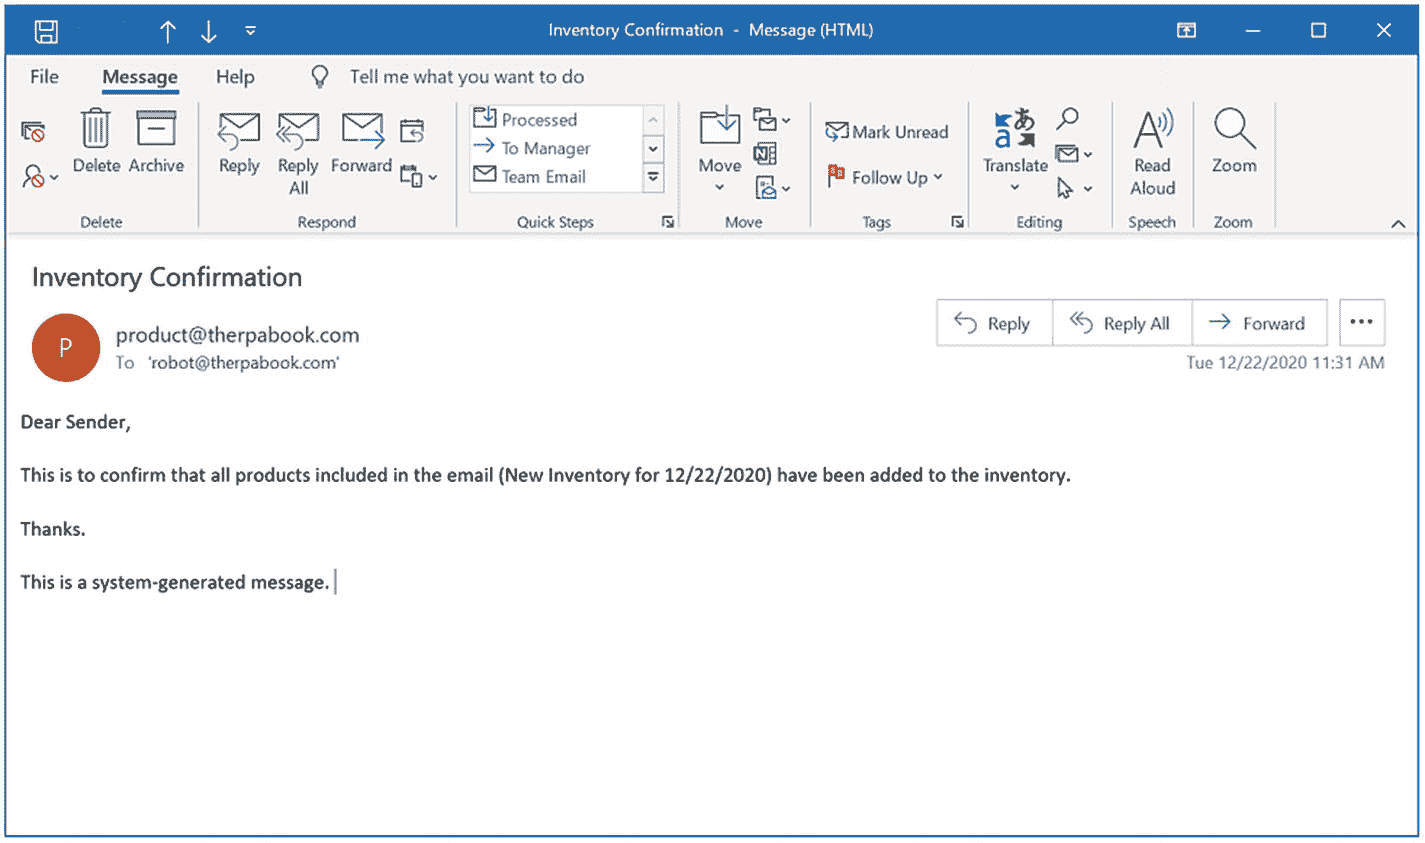 Inventory Confirmation - Message (HTML)
File Message Help Tell me what you want to do
Delete Archive
Reply Reply All Forward
Processed
To Manager
Team Email
Move
Mark Unread
Follow Up
Translate
Read Aloud
Zoom
Delete Respond Quick Steps Move Tags Editing Speech Zoom
Inventory Confirmation
P
product@therpabook.com
To 'robot@therpabook.com'
Reply Reply All Forward
Tue 12/22/2020 11:31 AM
Dear Sender,
This is to confirm that all products included in the email (New Inventory for 12/22/2020) have been added to the inventory.
Thanks.
This is a system-generated message.